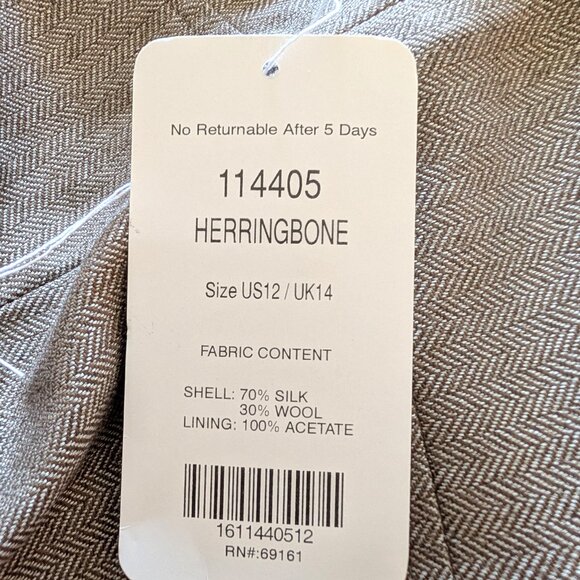 No Returnable After 5 Days
114405
HERRINGBONE
Size US12 / UK14
FABRIC CONTENT
SHELL: 70% SILK
30% WOOL
LINING: 100% ACETATE
1611440512
RN#:69161